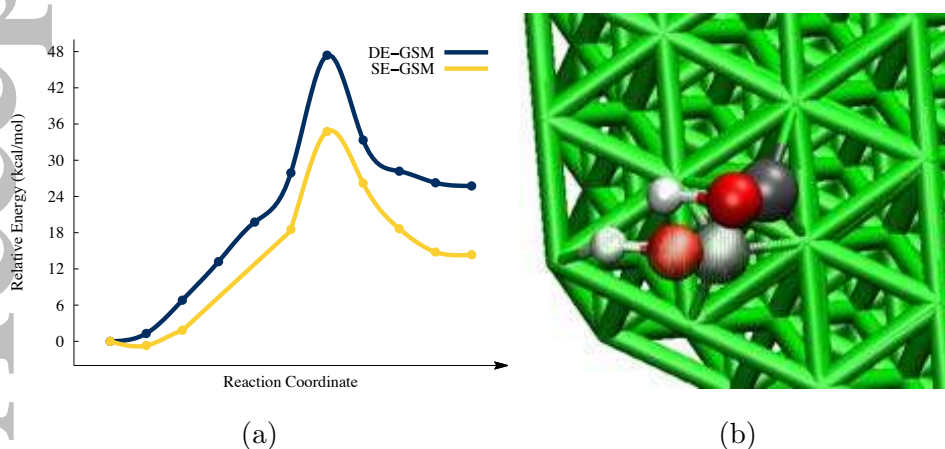 48
42
36
30
24
18
12
6
0
Relative Energy (kcal/mol)
DE-GSM
SE-GSM
Reaction Coordinate
(a)
(b)